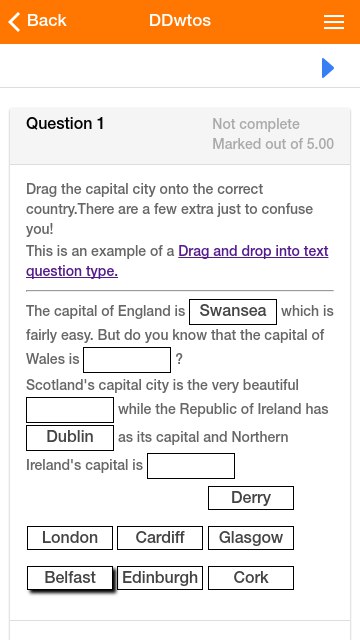 Back
DDwtos
Question 1
Not complete
Marked out of 5.00
Drag the capital city onto the correct
country.There are a few extra just to confuse
you!
This is an example of a Drag and drop into text
question type.
The capital of England is Swansea which is
fairly easy. But do you know that the capital of
Wales is ?
Scotland's capital city is the very beautiful
while the Republic of Ireland has
Dublin as its capital and Northern
Ireland's capital is
Derry
London Cardiff Glasgow
Belfast Edinburgh Cork